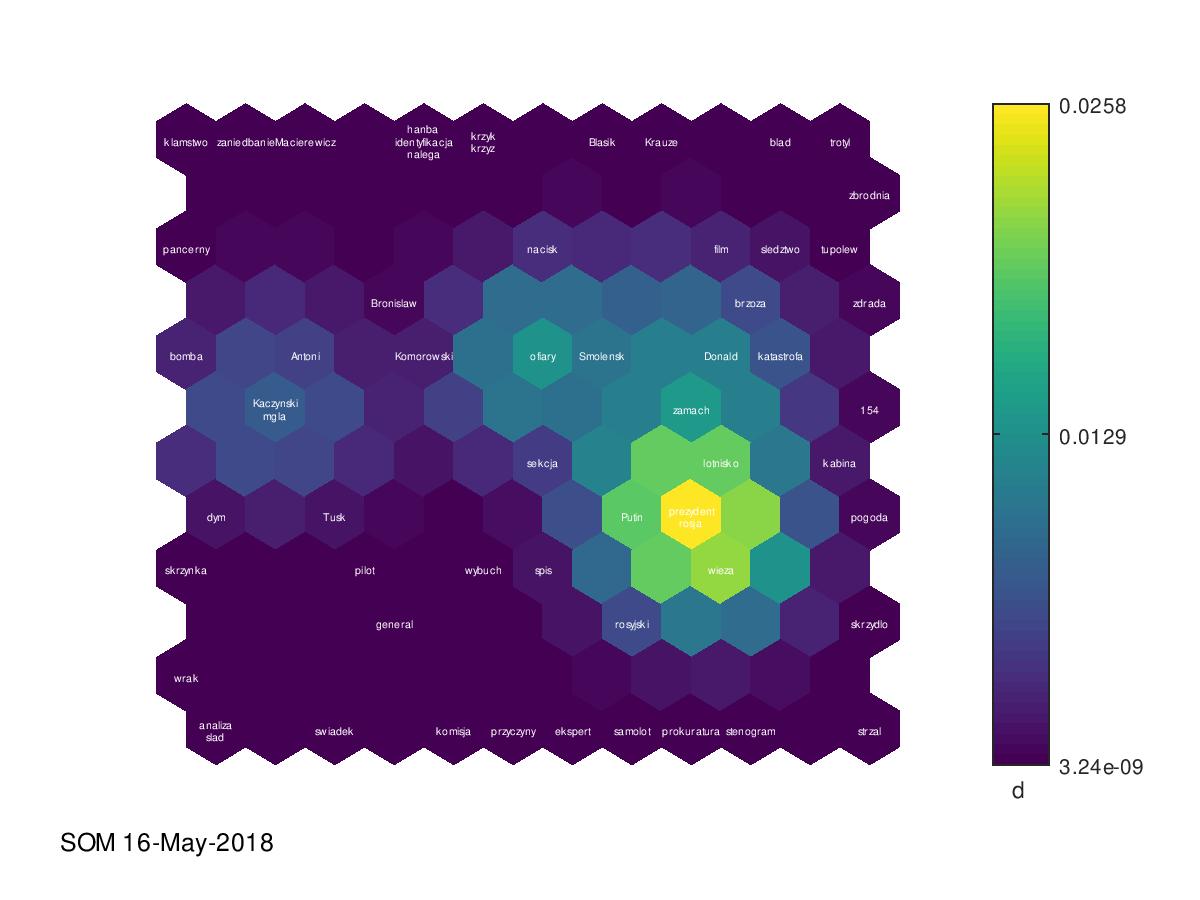 0.0258
hanba
klamstwo zaniedbanie Macierewicz identyfikacja krzyk Blasik Krauze blad trotyl
nalega krzyz
zbrodnia
pancerny nacisk film sledztwo tupolew
Bronislaw brzoza zdrada
bomba Antoni Komorowski ofiary Smolensk Donald katastrofa
Kaczynski
mgla zamach 154
0.0129
sekcja lotnisko kabina
dym Tusk Putin prezydent pogoda
rosja
skrzynka pilot wybuch spis wieza
general rosyjski skrzydlo
wrak
analiza
slad swiadek komisja przyczyny ekspert samolot prokuratura stenogram strzal
3.24e-09
d
SOM 16-May-2018